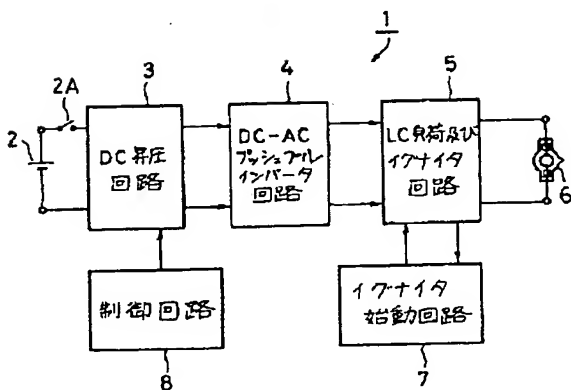 1
2A
3
4
5
2
DC昇圧
回路
DC-AC
プッシュプル
インバータ
回路
LC負荷及び
イグナイタ
回路
6
制御回路
イグナイタ
始動回路
8
7